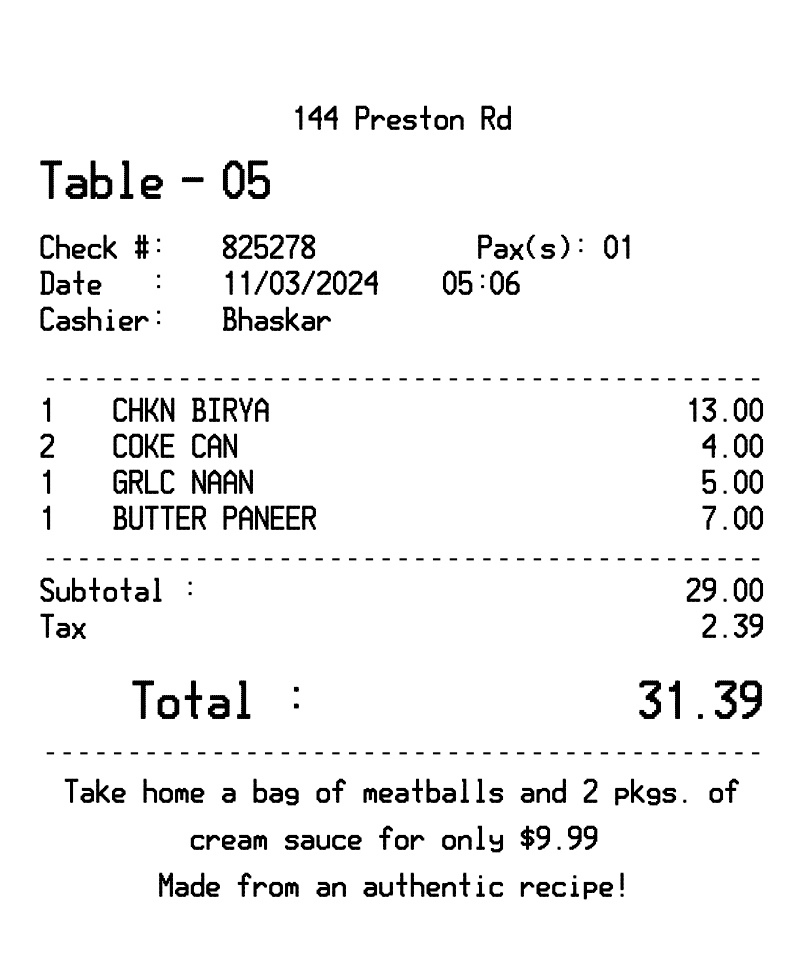 144 Preston Rd
Table - 05
Check #: 825278 Pax(s): 01
Date : 11/03/2024 05:06
Cashier: Bhaskar
1 CHKN BIRYA 13.00
2 COKE CAN 4.00
1 GRLC NAAN 5.00
1 BUTTER PANEER 7.00
Subtotal : 29.00
Tax 2.39
Total : 31.39
Take home a bag of meatballs and 2 pkgs. of
cream sauce for only $9.99
Made from an authentic recipe!